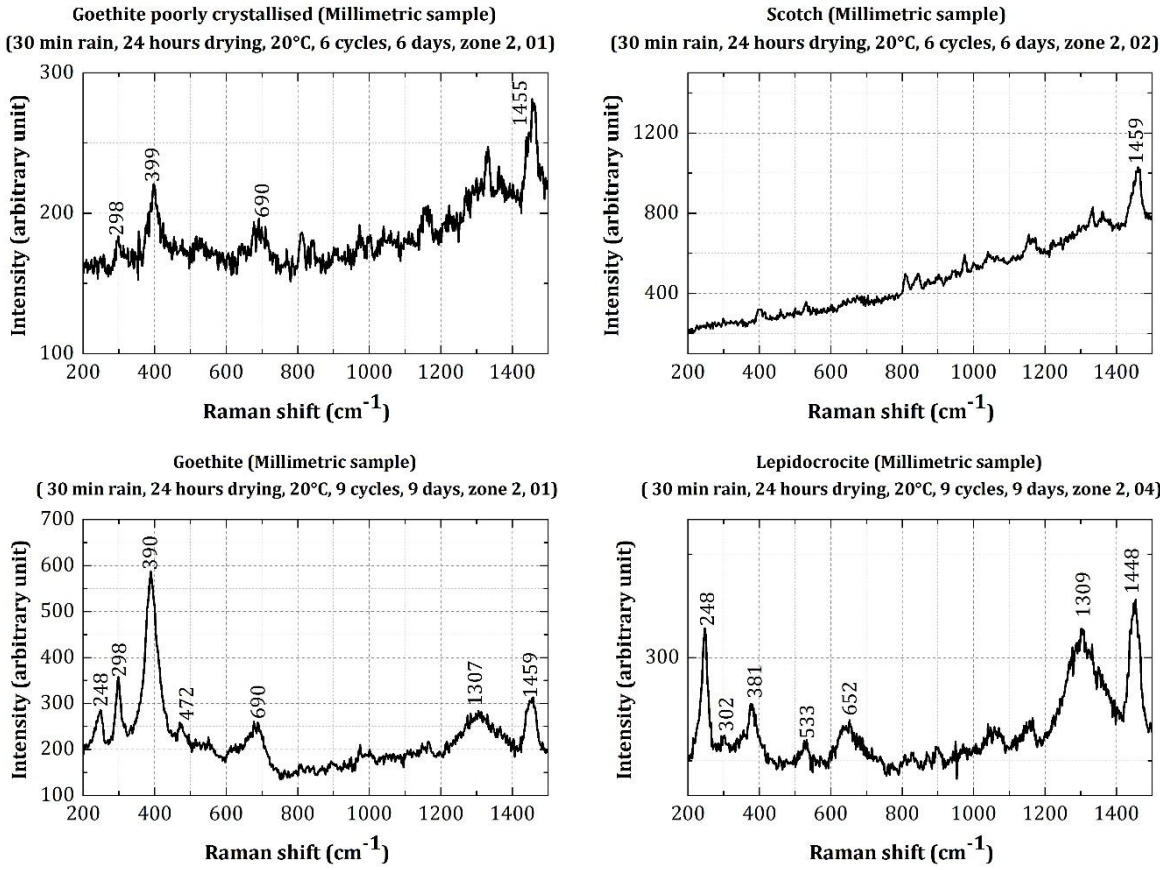 Goethite poorly crystallised (Millimetric sample)
(30 min rain, 24 hours drying, 20°C, 6 cycles, 6 days, zone 2, 01)
300
200
100
Intensity (arbitrary unit)
298
399
690
1455
200 400 600 800 1000 1200 1400
Raman shift (cm⁻¹)
Scotch (Millimetric sample)
(30 min rain, 24 hours drying, 20°C, 6 cycles, 6 days, zone 2, 02)
1200
800
400
Intensity (arbitrary unit)
1459
200 400 600 800 1000 1200 1400
Raman shift (cm⁻¹)
Goethite (Millimetric sample)
( 30 min rain, 24 hours drying, 20°C, 9 cycles, 9 days, zone 2, 01)
700
600
500
400
300
200
100
Intensity (arbitrary unit)
248
298
390
472
690
1307
1459
200 400 600 800 1000 1200 1400
Raman shift (cm⁻¹)
Lepidocrocite (Millimetric sample)
( 30 min rain, 24 hours drying, 20°C, 9 cycles, 9 days, zone 2, 04)
300
Intensity (arbitrary unit)
248
302
381
533
652
1309
1448
200 400 600 800 1000 1200 1400
Raman shift (cm⁻¹)